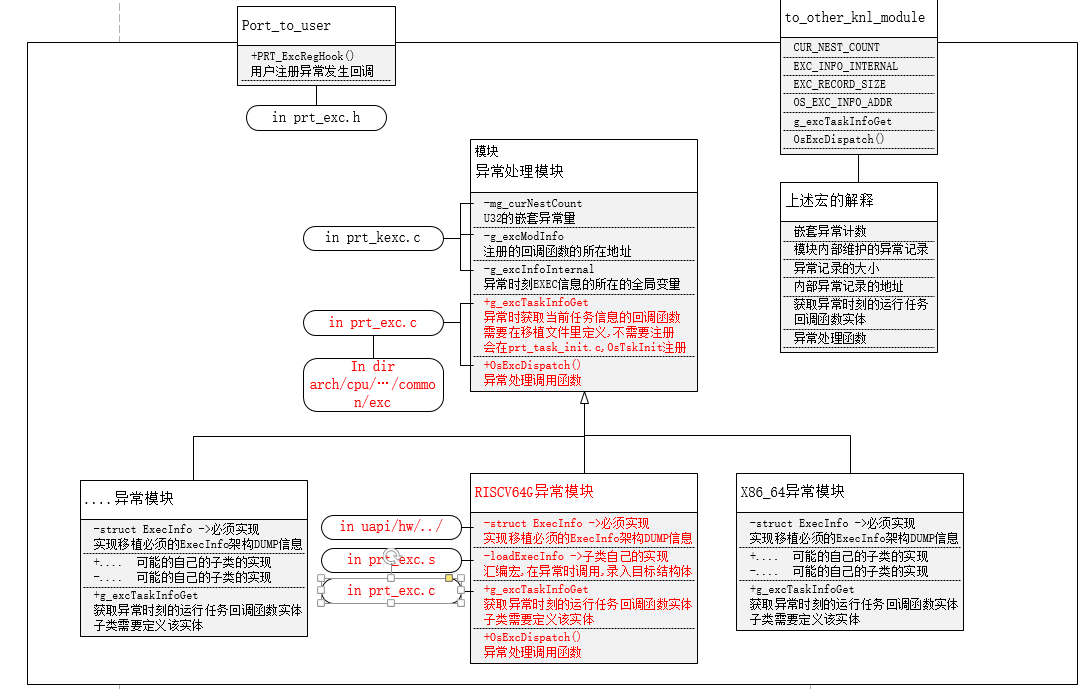 Port_to_user
+PRT_ExcRegHook()
用户注册异常发生回调
in prt_exc.h
to_other_knl_module
CUR_NEST_COUNT
EXC_INFO_INTERNAL
EXC_RECORD_SIZE
OS_EXC_INFO_ADDR
g_excTaskInfoGet
OsExcDispatch()
上述宏的解释
嵌套异常计数
模块内部维护的异常记录
异常记录的大小
内部异常记录的地址
获取异常时刻的运行任务
回调函数实体
异常处理函数
模块
异常处理模块
-mg_curNestCount
U32的嵌套异常量
-g_excModInfo
注册的回调函数的所在地址
-g_excInfoInternal
异常时刻EXEC信息的所在的全局变量
+g_excTaskInfoGet
异常时获取当前任务信息的回调函数
需要在移植文件里定义,不需要注册
会在prt_task_init.c,OsTskInit注册
+OsExcDispatch()
异常处理调用函数
in prt_kexc.c
in prt_exc.c
In dir
arch/cpu/…/commo
n/exc
....异常模块
-struct ExecInfo ->必须实现
实现移植必须的ExecInfo架构DUMP信息
+.... 可能的自己的子类的实现
-.... 可能的自己的子类的实现
+g_excTaskInfoGet
获取异常时刻的运行任务回调函数实体
子类需要定义该实体
in uapi/hw/../
in prt_exc.s
in prt_exc.c
RISCV64G异常模块
-struct ExecInfo ->必须实现
实现移植必须的ExecInfo架构DUMP信息
-loadExecInfo ->子类自己的实现
汇编宏,在异常时调用,录入目标结构体
+g_excTaskInfoGet
获取异常时刻的运行任务回调函数实体
子类需要定义该实体
+OsExcDispatch()
异常处理调用函数
X86_64异常模块
-struct ExecInfo ->必须实现
实现移植必须的ExecInfo架构DUMP信息
+.... 可能的自己的子类的实现
-.... 可能的自己的子类的实现
+g_excTaskInfoGet
获取异常时刻的运行任务回调函数实体
子类需要定义该实体